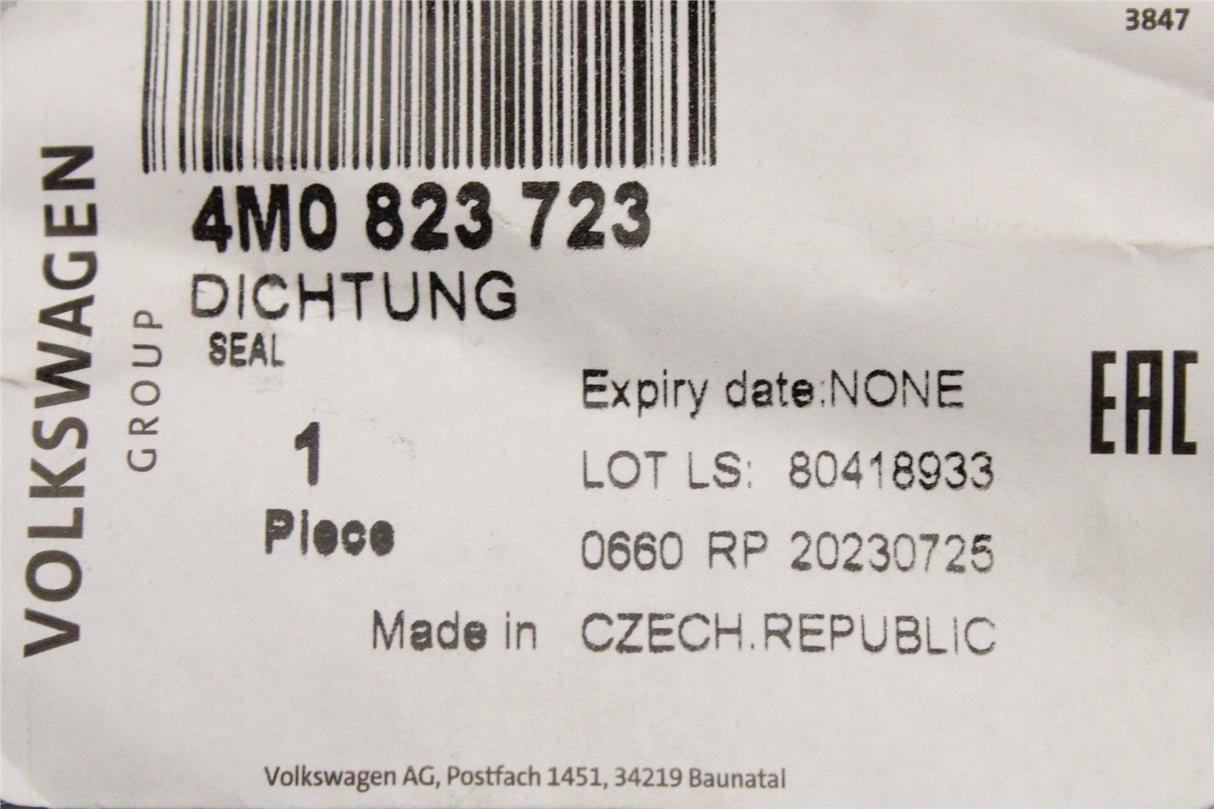 3847
VOLKSWAGEN
GROUP
4M0 823 723
DICHTUNG
SEAL
1
Piece
Expiry date:NONE
LOT LS: 80418933
0660 RP 20230725
Made in CZECH.REPUBLIC
EAC
Volkswagen AG, Postfach 1451, 34219 Baunatal